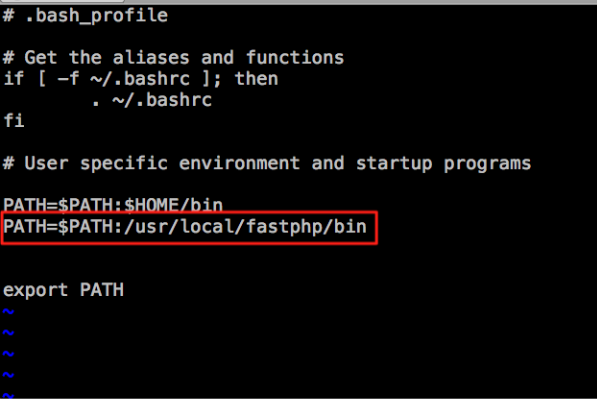 # .bash_profile
# Get the aliases and functions
if [ -f ~/.bashrc ]; then
        . ~/.bashrc
fi
# User specific environment and startup programs
PATH=$PATH:$HOME/bin
PATH=$PATH:/usr/local/fastphp/bin
export PATH
~
~
~
~
~